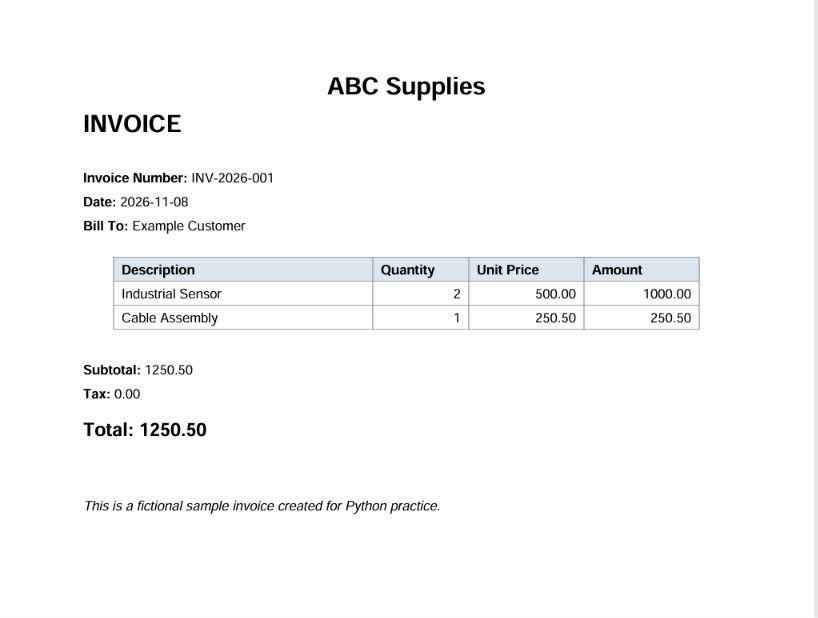 ABC Supplies
INVOICE
Invoice Number: INV-2026-001
Date: 2026-11-08
Bill To: Example Customer
Description Quantity Unit Price Amount
Industrial Sensor 2 500.00 1000.00
Cable Assembly 1 250.50 250.50
Subtotal: 1250.50
Tax: 0.00
Total: 1250.50
This is a fictional sample invoice created for Python practice.